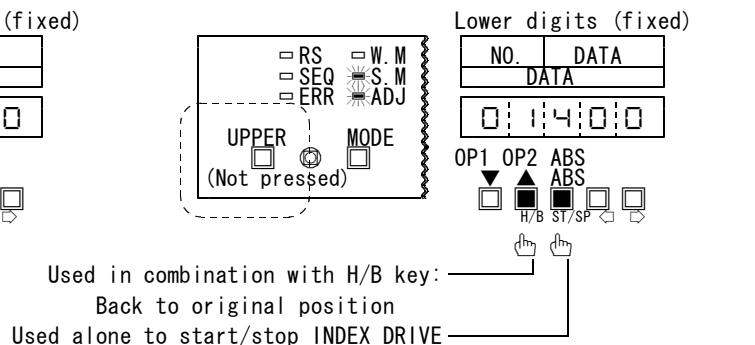 (fixed)
Lower digits (fixed)
RS W.M
SEQ S.M
ERR ADJ
NO. DATA
DATA
0
0 1 4 0 0
UPPER MODE
(Not pressed)
OP1 OP2 ABS
ABS
H/B ST/SP
Used in combination with H/B key:
Back to original position
Used alone to start/stop INDEX DRIVE